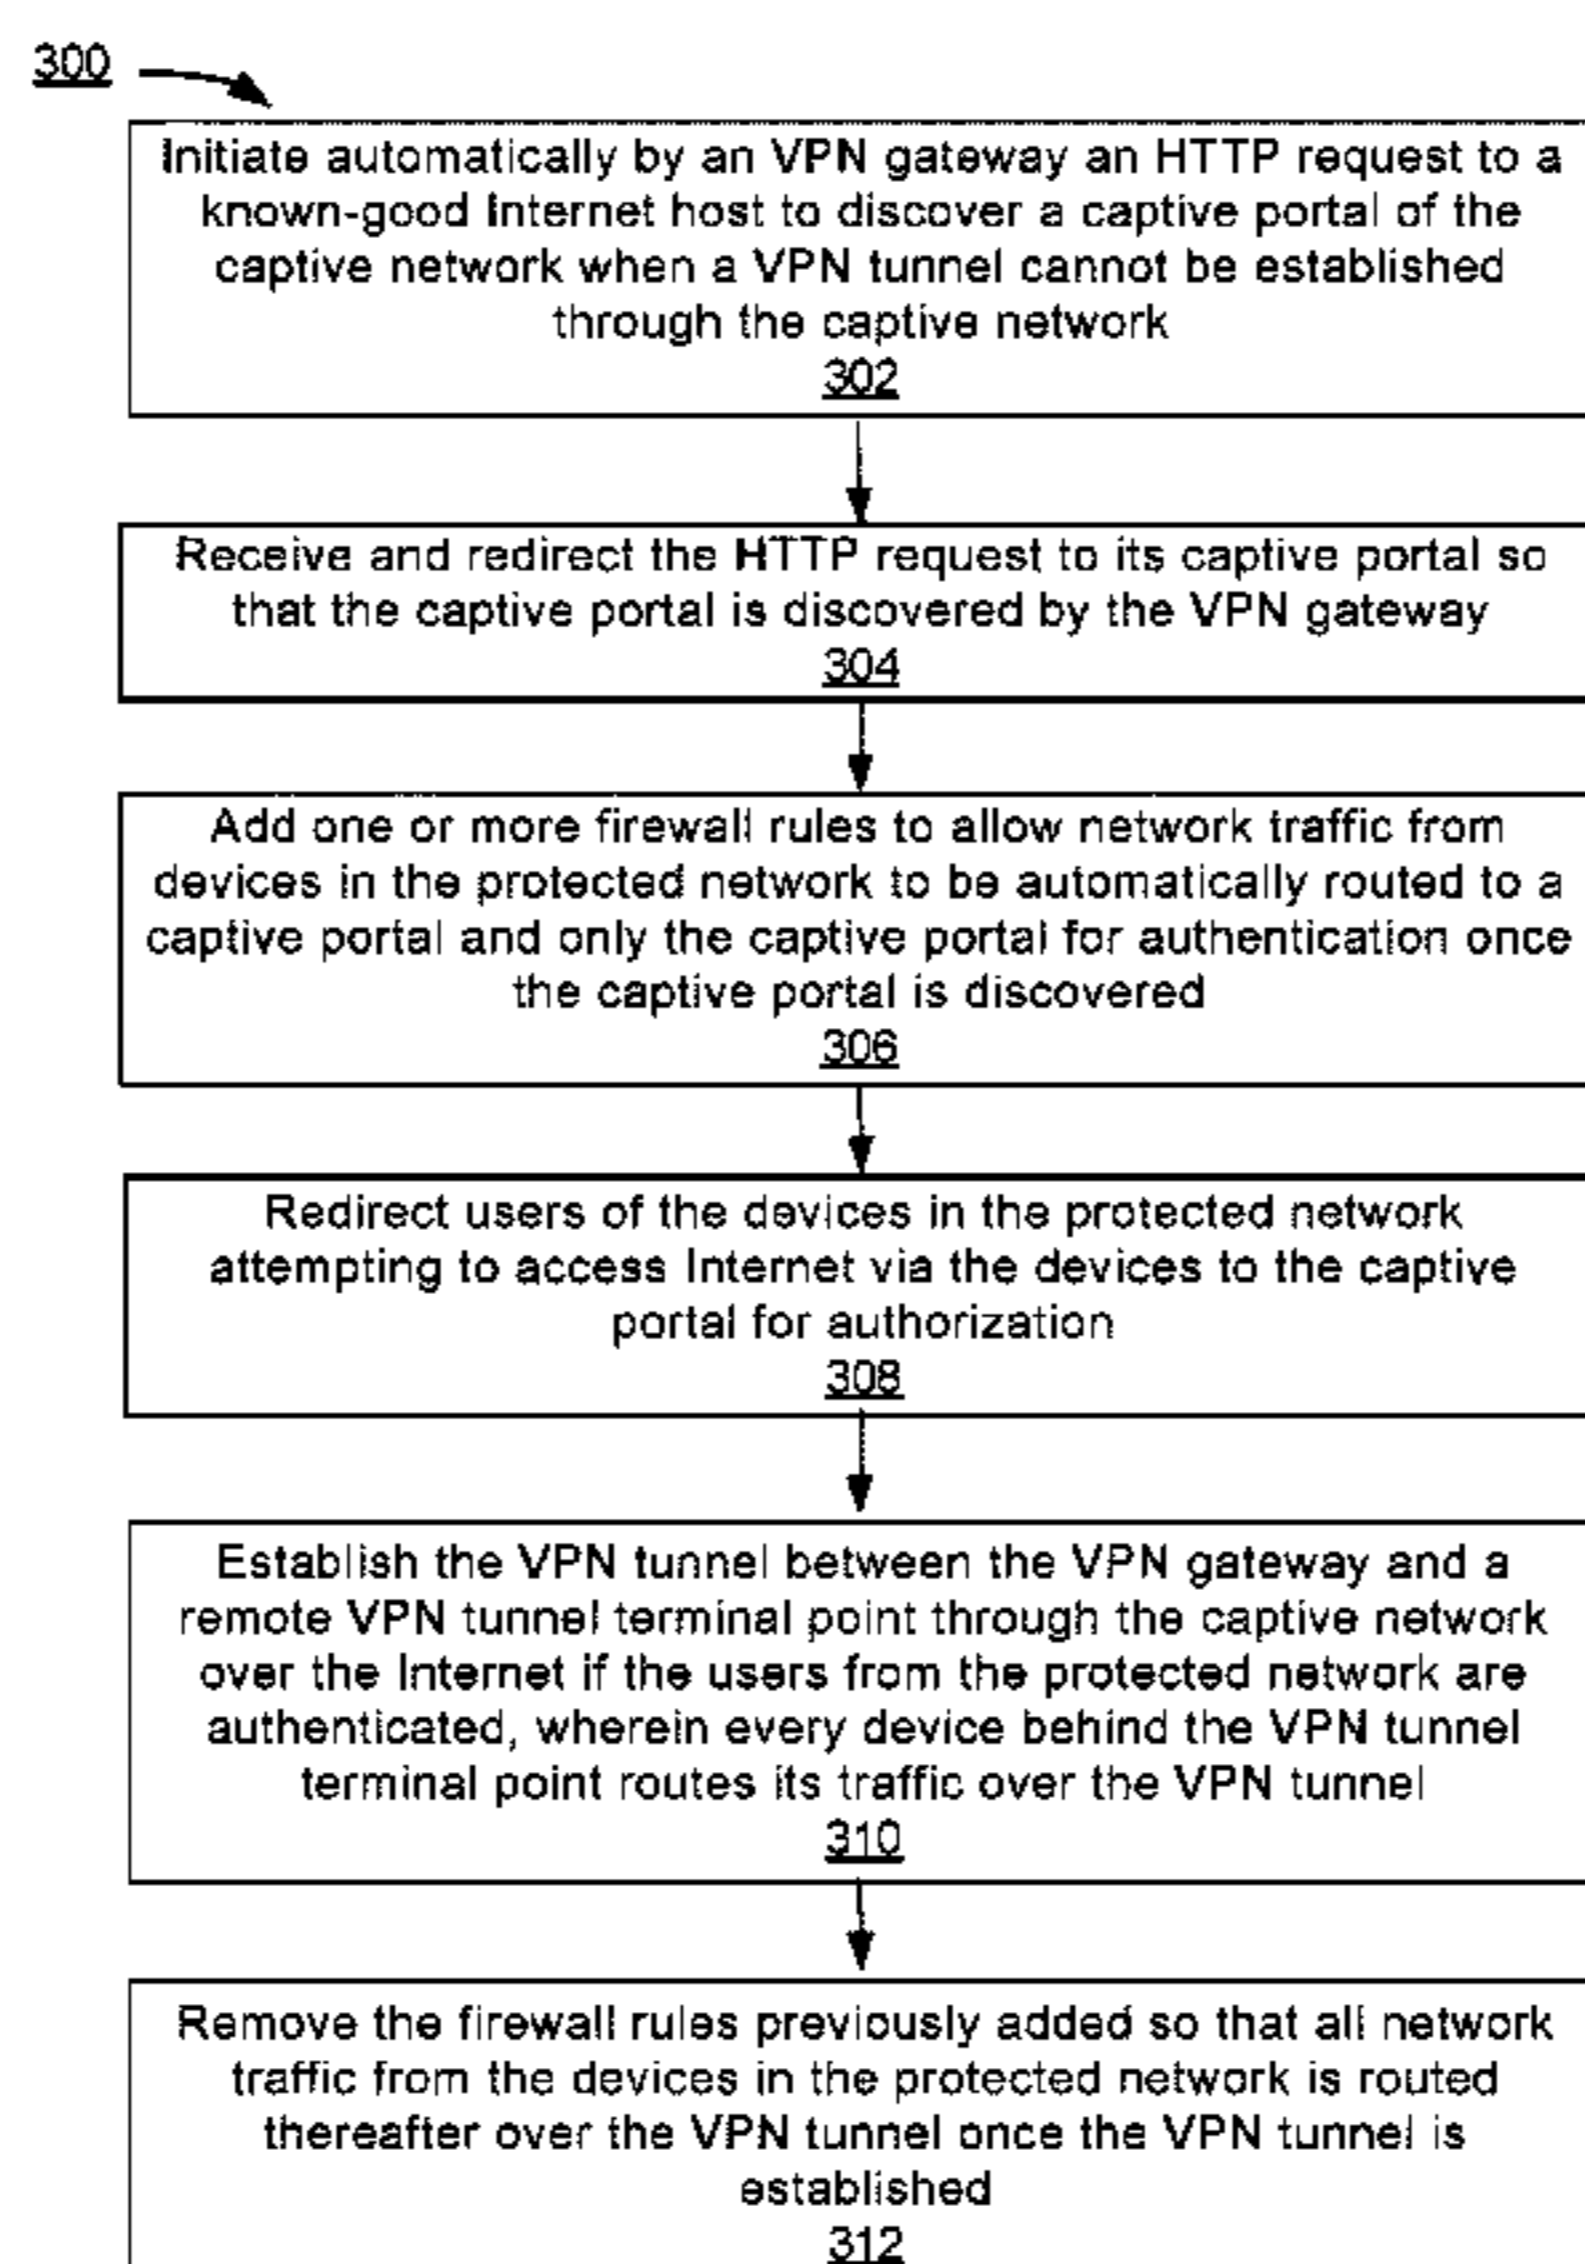 300
Initiate automatically by an VPN gateway an HTTP request to a
known-good Internet host to discover a captive portal of the
captive network when a VPN tunnel cannot be established
through the captive network
302
Receive and redirect the HTTP request to its captive portal so
that the captive portal is discovered by the VPN gateway
304
Add one or more firewall rules to allow network traffic from
devices in the protected network to be automatically routed to a
captive portal and only the captive portal for authentication once
the captive portal is discovered
306
Redirect users of the devices in the protected network
attempting to access Internet via the devices to the captive
portal for authorization
308
Establish the VPN tunnel between the VPN gateway and a
remote VPN tunnel terminal point through the captive network
over the Internet if the users from the protected network are
authenticated, wherein every device behind the VPN tunnel
terminal point routes its traffic over the VPN tunnel
310
Remove the firewall rules previously added so that all network
traffic from the devices in the protected network is routed
thereafter over the VPN tunnel once the VPN tunnel is
established
312